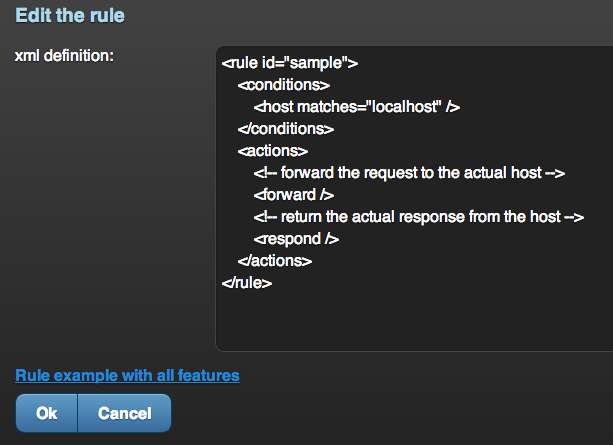 Edit the rule
xml definition:
<rule id="sample">
<conditions>
<host matches="localhost" />
</conditions>
<actions>
<!-- forward the request to the actual host -->
<forward />
<!-- return the actual response from the host -->
<respond />
</actions>
</rule>
Rule example with all features
Ok
Cancel